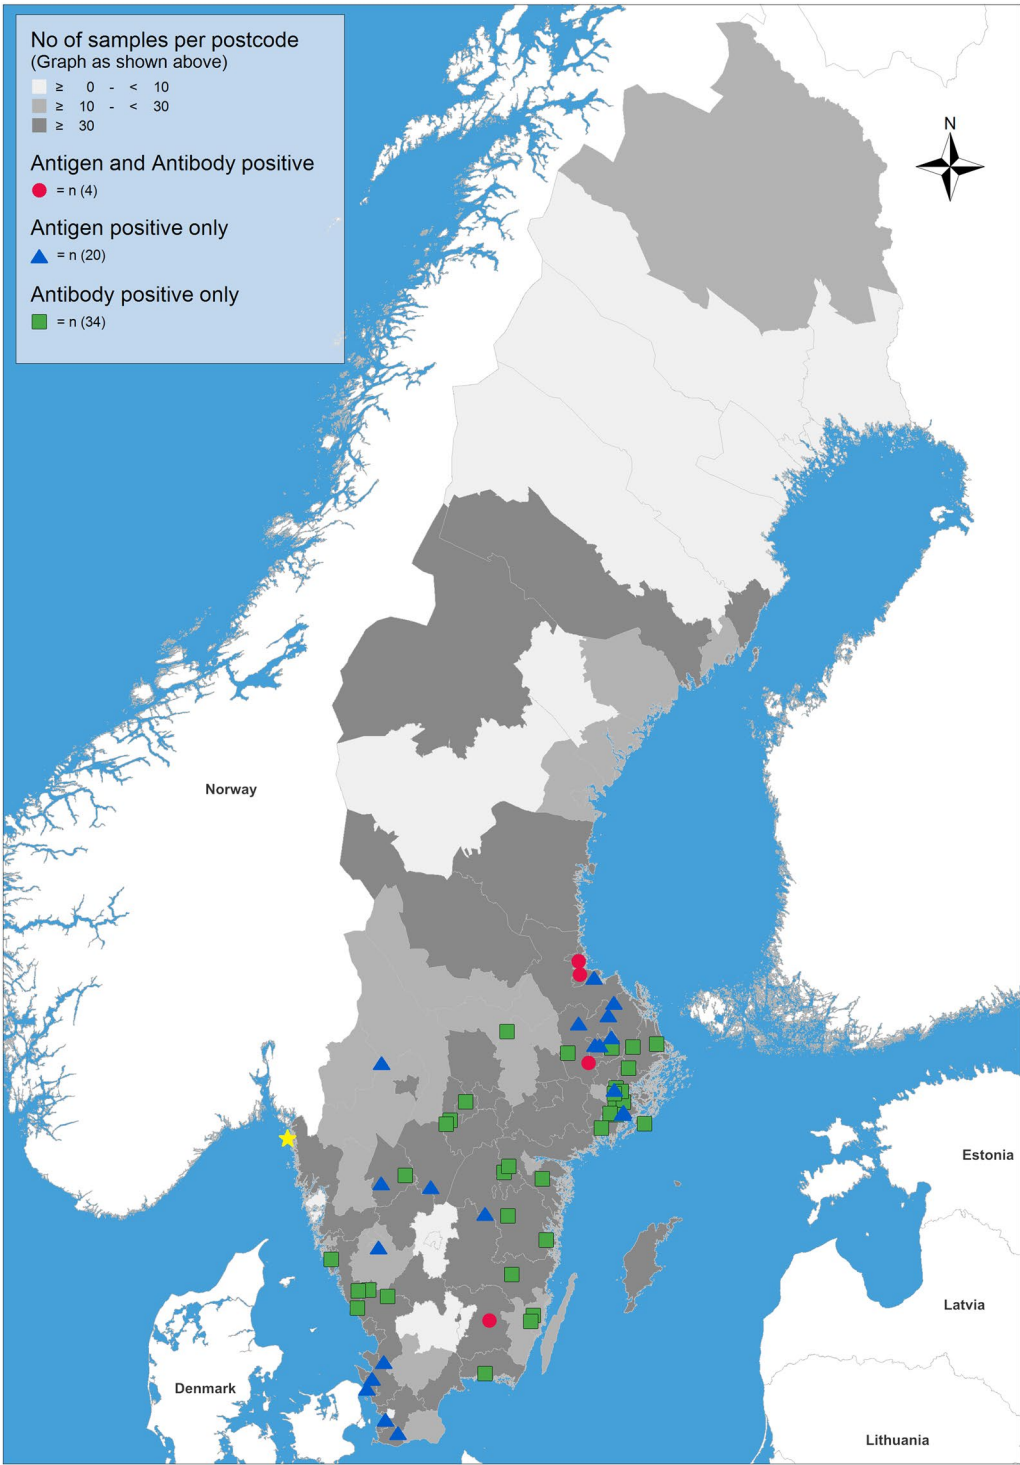 No of samples per postcode
(Graph as shown above)
≥ 0 - < 10
≥ 10 - < 30
≥ 30
Antigen and Antibody positive
= n (4)
Antigen positive only
= n (20)
Antibody positive only
= n (34)
N
Norway
Estonia
Latvia
Denmark
Lithuania